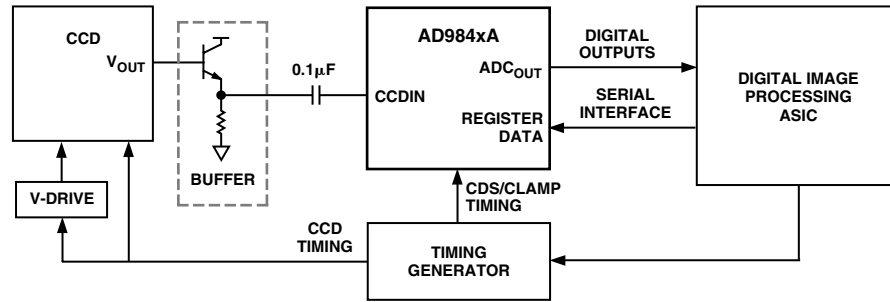 CCD
VOUT
BUFFER
0.1µF
AD984xA
ADCOUT
CCDIN
REGISTER
DATA
DIGITAL
OUTPUTS
SERIAL
INTERFACE
DIGITAL IMAGE
PROCESSING
ASIC
V-DRIVE
CCD
TIMING
CDS/CLAMP
TIMING
TIMING
GENERATOR